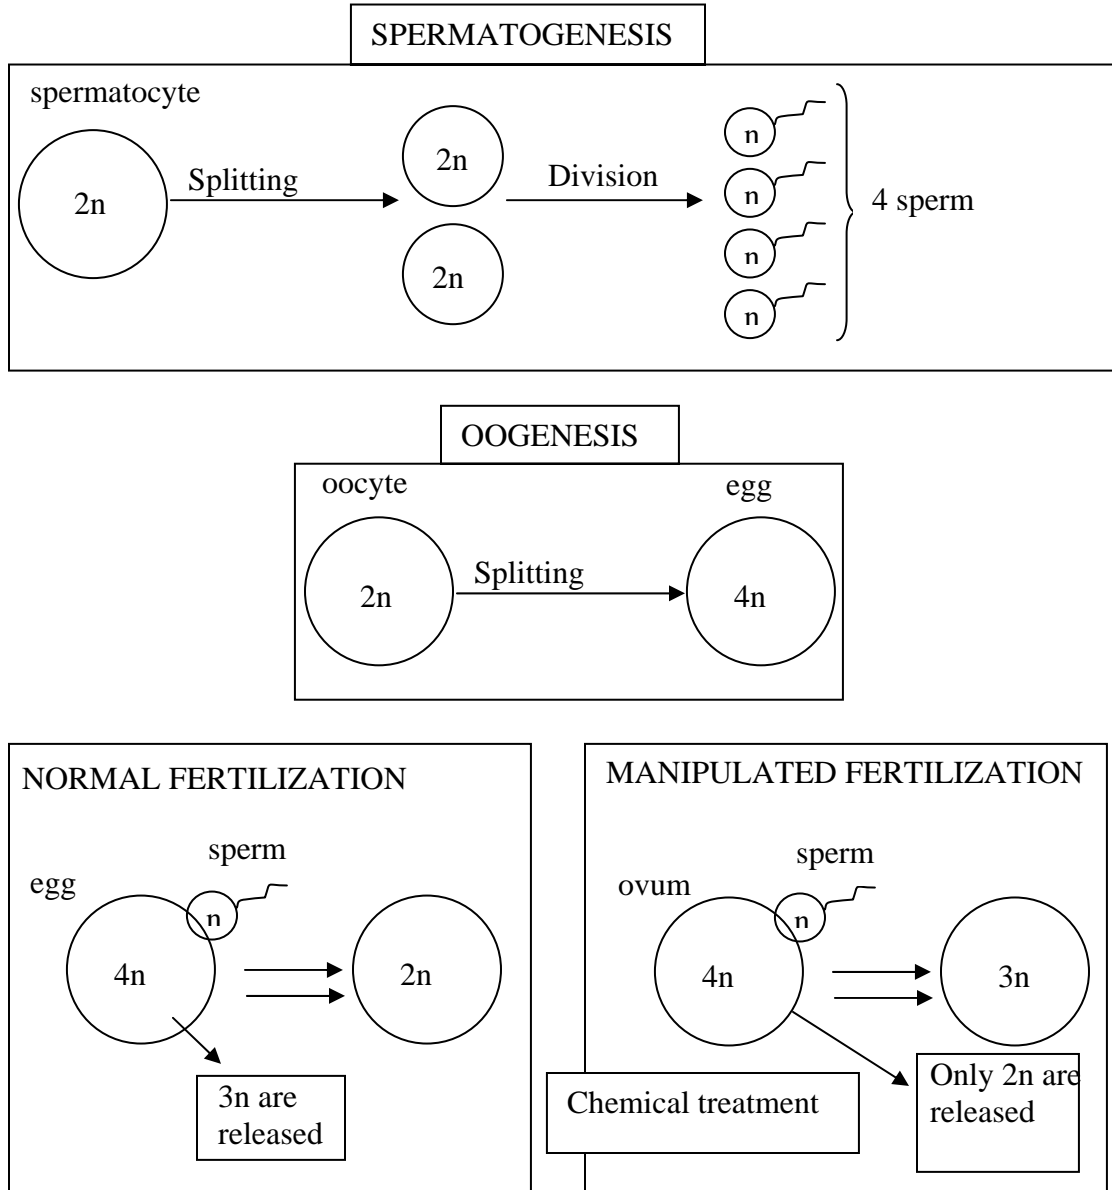 SPERMATOGENESIS
spermatocyte
2n
Splitting
2n
2n
Division
n
n
n
n
4 sperm
OOGENESIS
oocyte
egg
2n
Splitting
4n
NORMAL FERTILIZATION
sperm
egg
n
4n
2n
3n are
released
MANIPULATED FERTILIZATION
sperm
ovum
n
4n
3n
Chemical treatment
Only 2n are
released